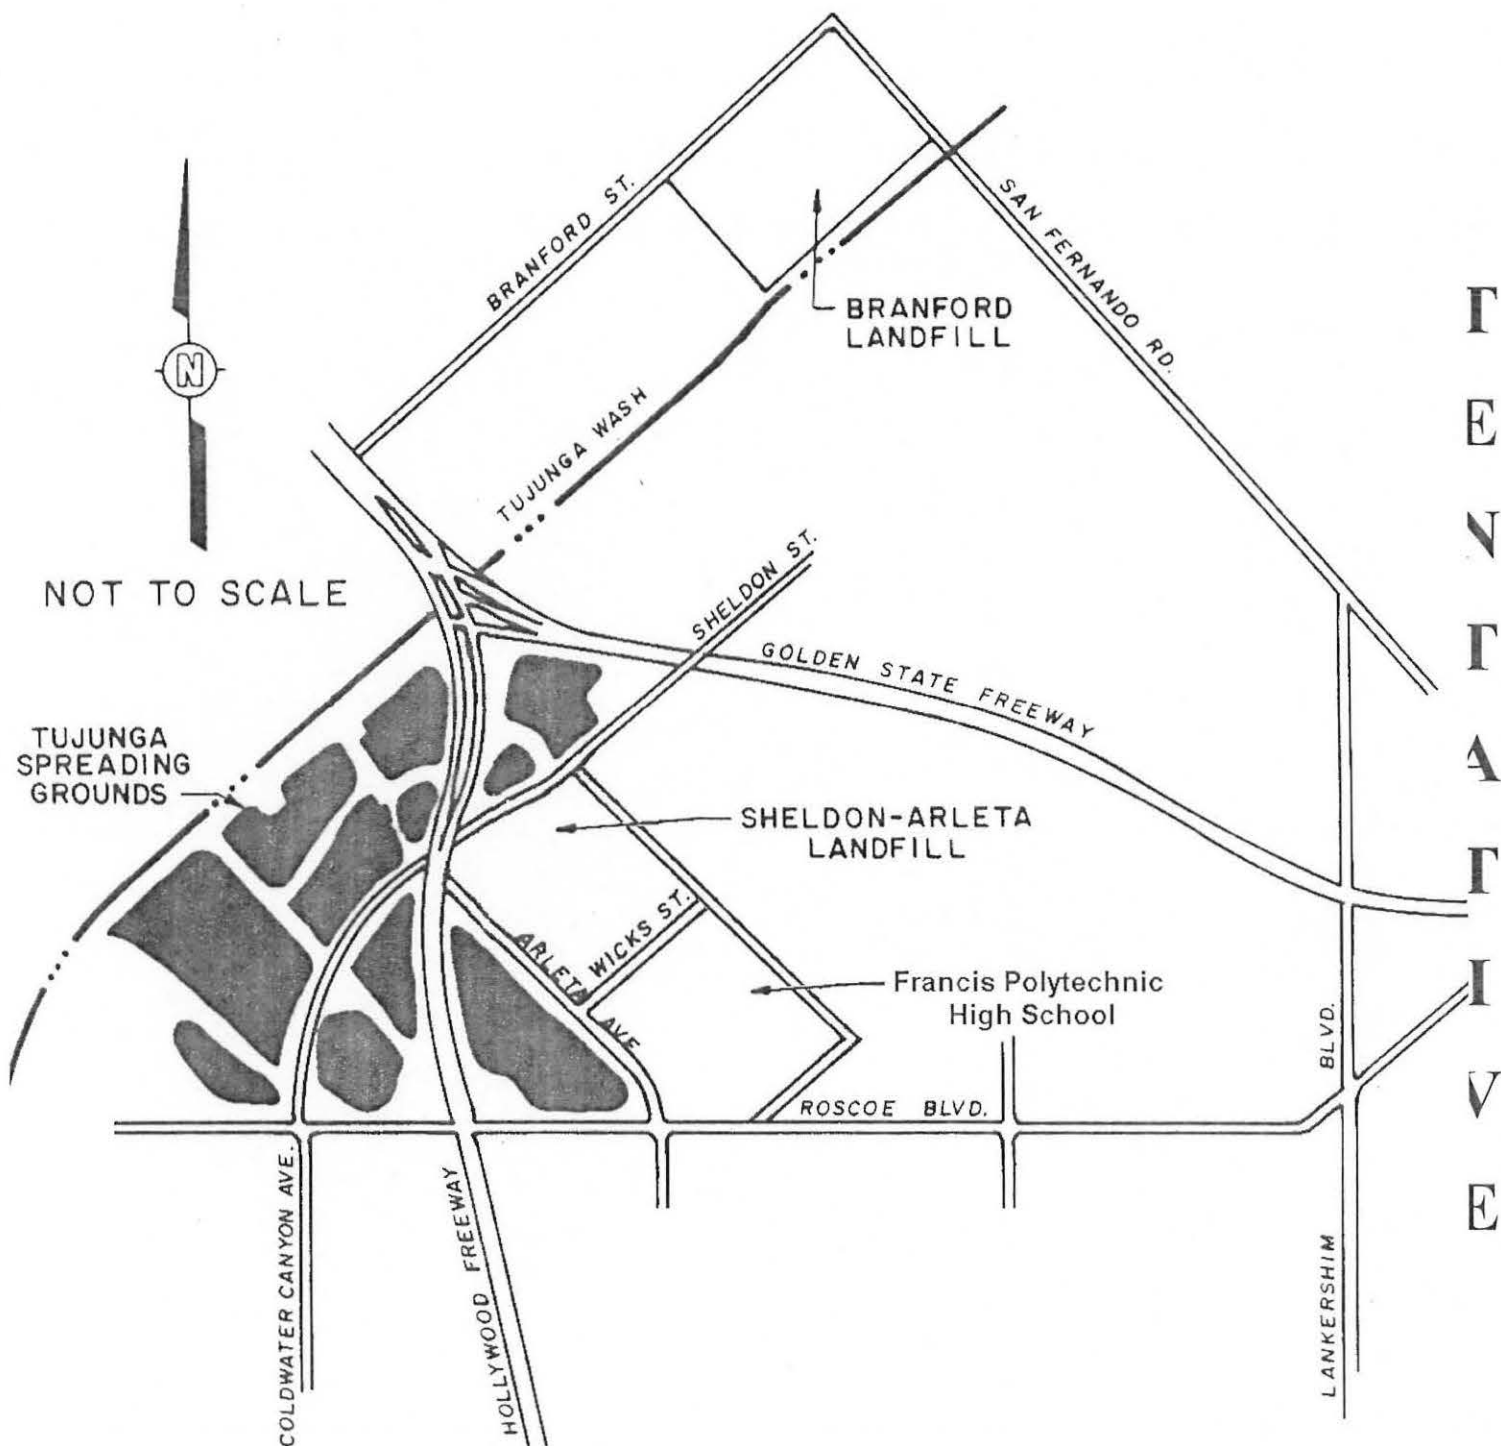 BRANFORD ST.
SAN FERNANDO RD.
BRANFORD
LANDFILL
N
TUJUNGA WASH
NOT TO SCALE
SHELDON ST.
GOLDEN STATE FREEWAY
TUJUNGA
SPREADING
GROUNDS
SHELDON-ARLETA
LANDFILL
WICKS ST.
ARLETA AVE
Francis Polytechnic
High School
ROSCOE BLVD.
COLDWATER CANYON AVE.
HOLLYWOOD FREEWAY
LANKERSHIM BLVD.
TENTATIVE